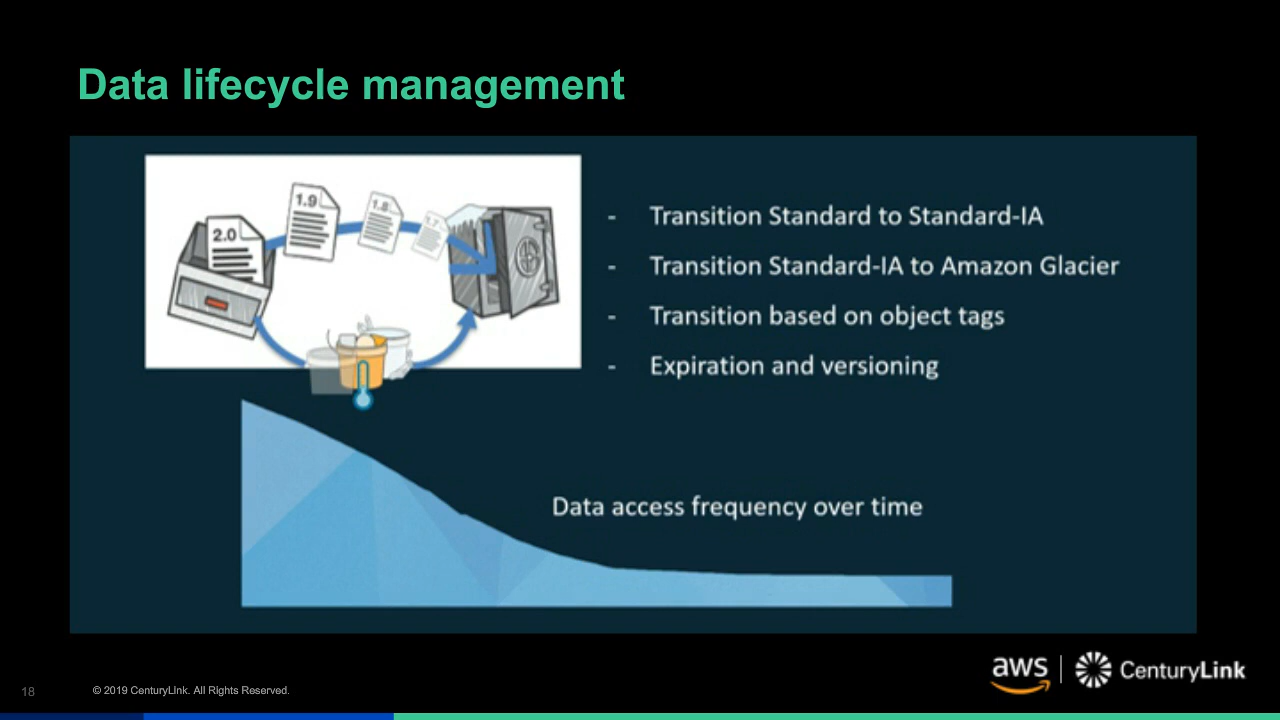 Data lifecycle management
2.0
1.9
1.8
1.7
- Transition Standard to Standard-IA
- Transition Standard-IA to Amazon Glacier
- Transition based on object tags
- Expiration and versioning
Data access frequency over time
18
© 2019 CenturyLInk. All Rights Reserved.
aws
CenturyLink